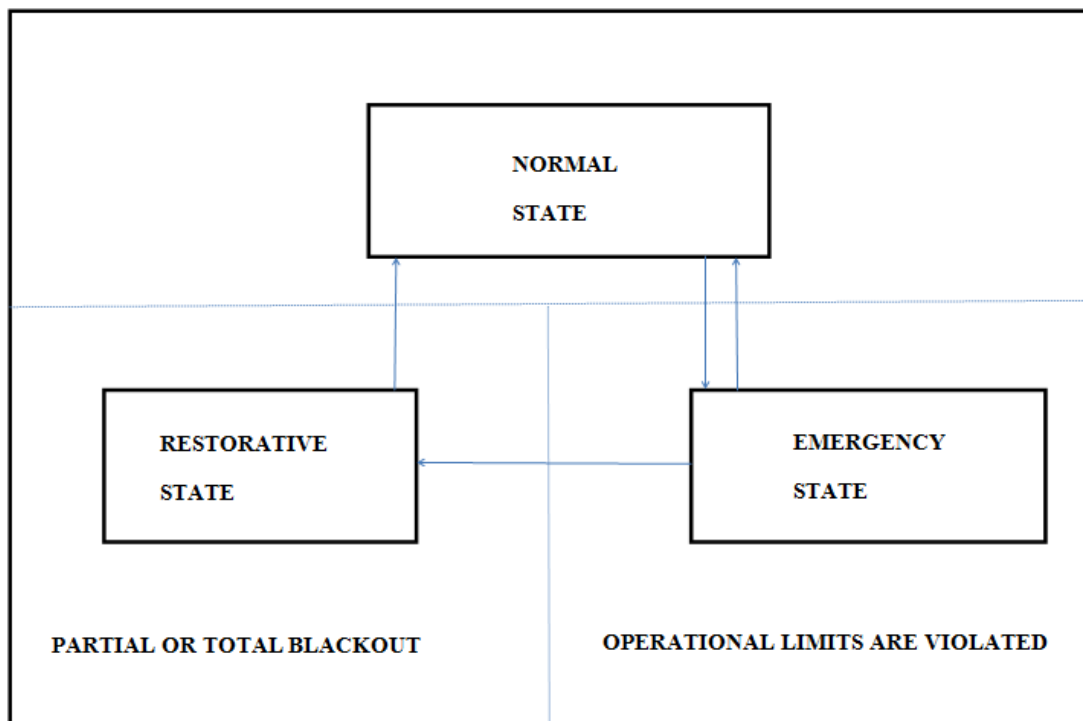 NORMAL
STATE
RESTORATIVE
STATE
EMERGENCY
STATE
PARTIAL OR TOTAL BLACKOUT
OPERATIONAL LIMITS ARE VIOLATED